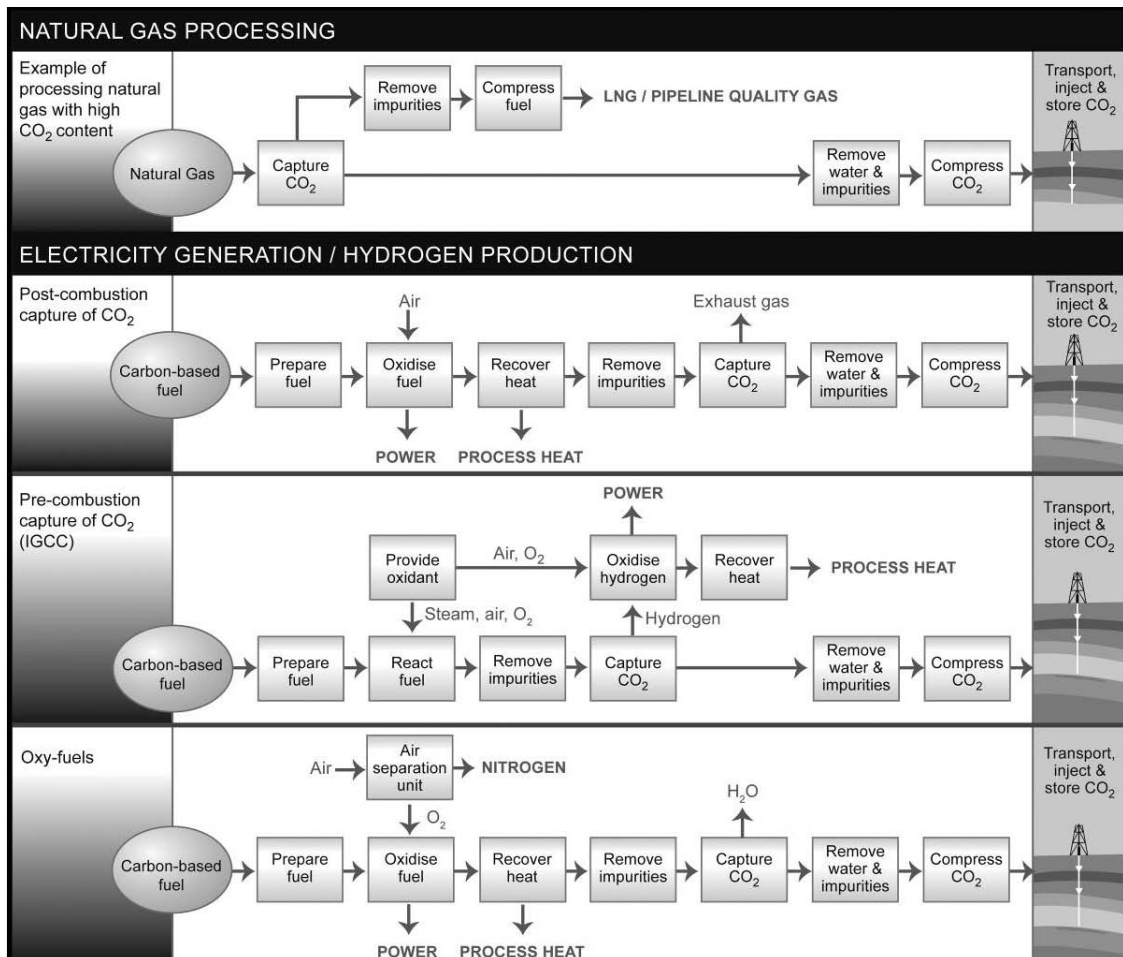 NATURAL GAS PROCESSING
Example of
processing natural
gas with high
CO₂ content
Natural Gas
Capture
CO₂
Remove
impurities
Compress
fuel
LNG / PIPELINE QUALITY GAS
Remove
water &
impurities
Compress
CO₂
Transport,
inject &
store CO₂
ELECTRICITY GENERATION / HYDROGEN PRODUCTION
Post-combustion
capture of CO₂
Carbon-based
fuel
Prepare
fuel
Air
Oxidise
fuel
POWER
Recover
heat
PROCESS HEAT
Remove
impurities
Exhaust gas
Capture
CO₂
Remove
water &
impurities
Compress
CO₂
Transport,
inject &
store CO₂
Pre-combustion
capture of CO₂
(IGCC)
Carbon-based
fuel
Prepare
fuel
Provide
oxidant
Steam, air, O₂
React
fuel
Remove
impurities
Air, O₂
POWER
Oxidise
hydrogen
Hydrogen
Capture
CO₂
Recover
heat
PROCESS HEAT
Remove
water &
impurities
Compress
CO₂
Transport,
inject &
store CO₂
Oxy-fuels
Carbon-based
fuel
Prepare
fuel
Air
Air
separation
unit
NITROGEN
O₂
Oxidise
fuel
POWER
Recover
heat
PROCESS HEAT
Remove
impurities
H₂O
Capture
CO₂
Remove
water &
impurities
Compress
CO₂
Transport,
inject &
store CO₂